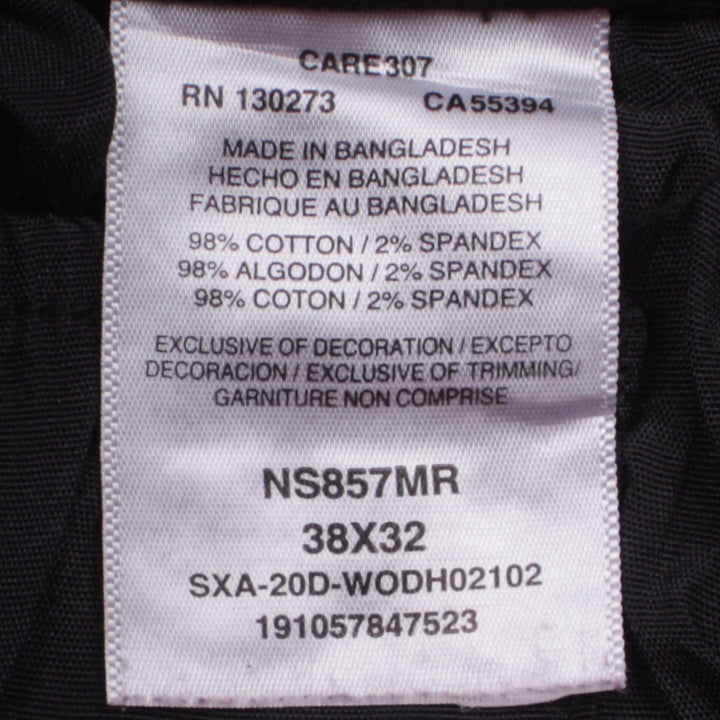 CARE307
RN 130273 CA55394
MADE IN BANGLADESH
HECHO EN BANGLADESH
FABRIQUE AU BANGLADESH
98% COTTON / 2% SPANDEX
98% ALGODON / 2% SPANDEX
98% COTON / 2% SPANDEX
EXCLUSIVE OF DECORATION / EXCEPTO
DECORACION / EXCLUSIVE OF TRIMMING/
GARNITURE NON COMPRISE
NS857MR
38X32
SXA-20D-WODH02102
191057847523